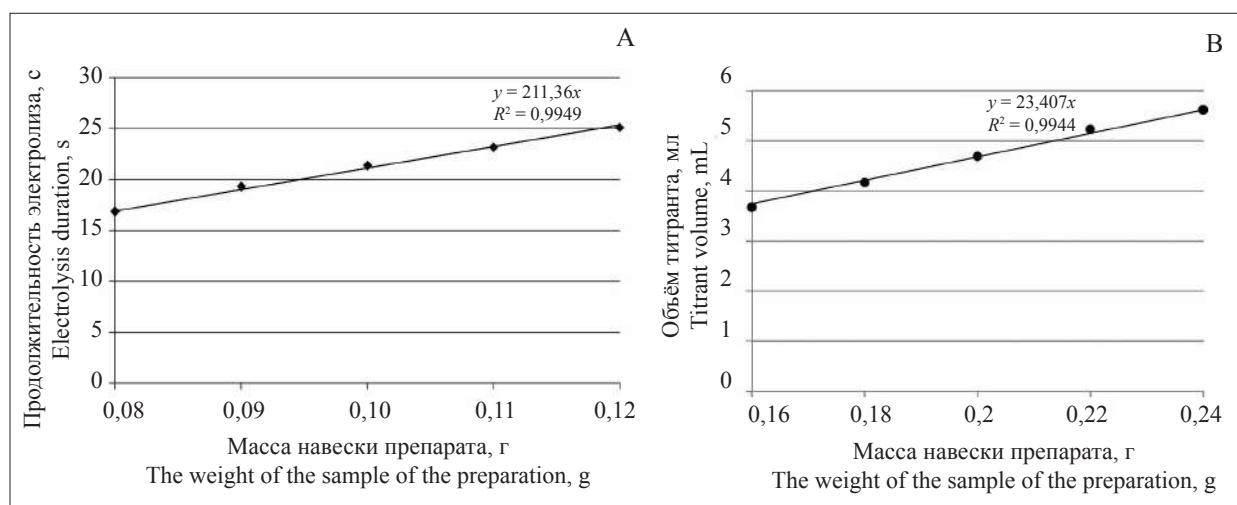 A
Продолжительность электролиза, с
Electrolysis duration, s
30
25
20
15
10
5
0
y = 211,36x
R² = 0,9949
0,08
0,09
0,10
0,11
0,12
Масса навески препарата, г
The weight of the sample of the preparation, g
B
Объём титранта, мл
Titrant volume, mL
6
5
4
3
2
1
0
y = 23,407x
R² = 0,9944
0,16
0,18
0,2
0,22
0,24
Масса навески препарата, г
The weight of the sample of the preparation, g